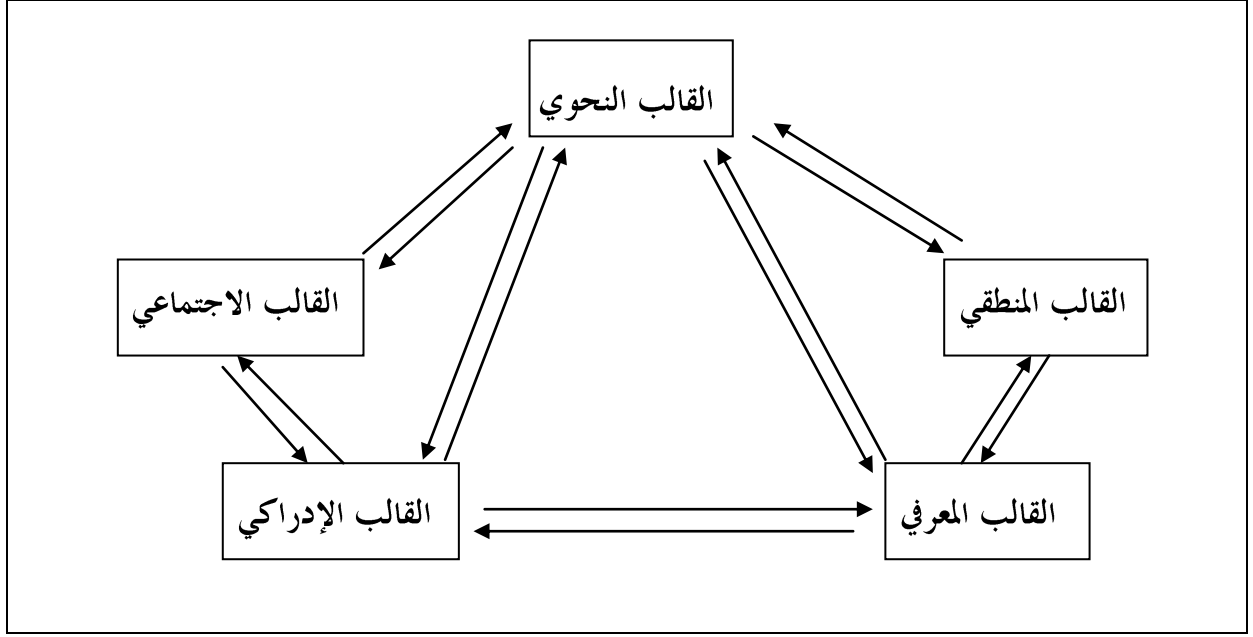 القالب النحوي
القالب المنطقي
القالب الاجتماعي
القالب المعرفي
القالب الإدراكي